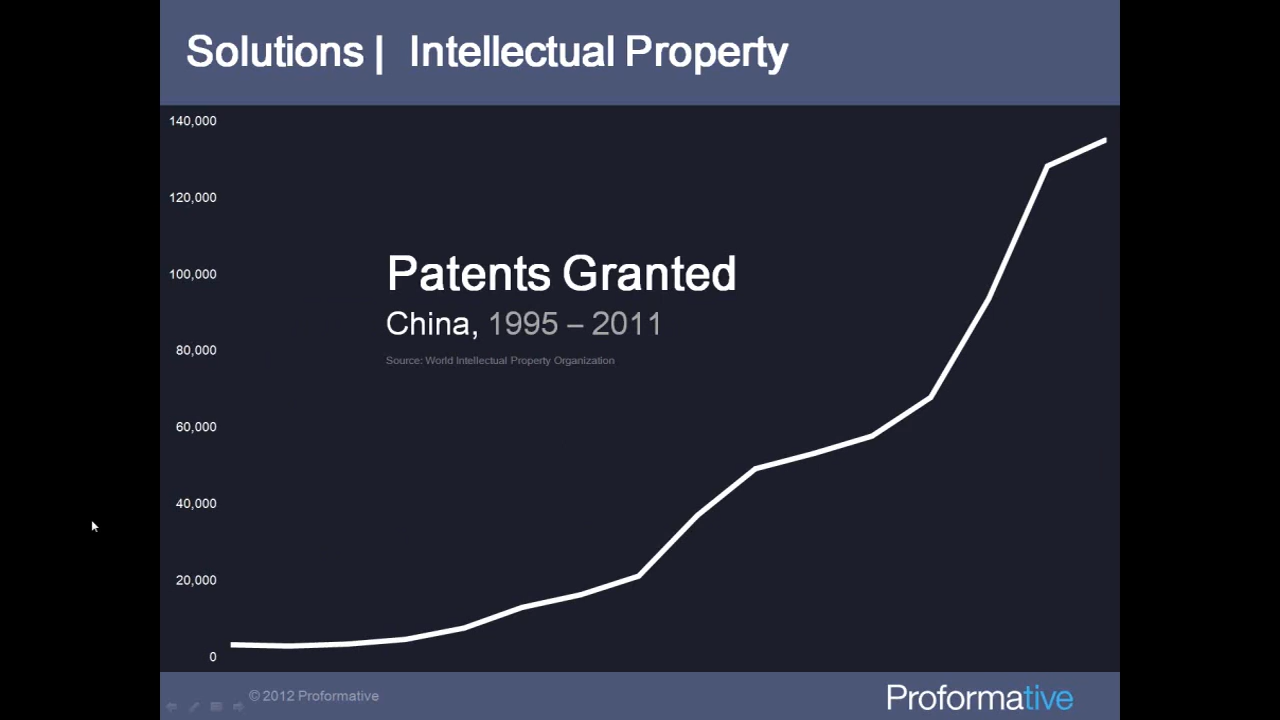 Solutions | Intellectual Property
140,000
120,000
100,000
80,000
60,000
40,000
20,000
0
Patents Granted
China, 1995 – 2011
Source: World Intellectual Property Organization
© 2012 Proformative
Proformative